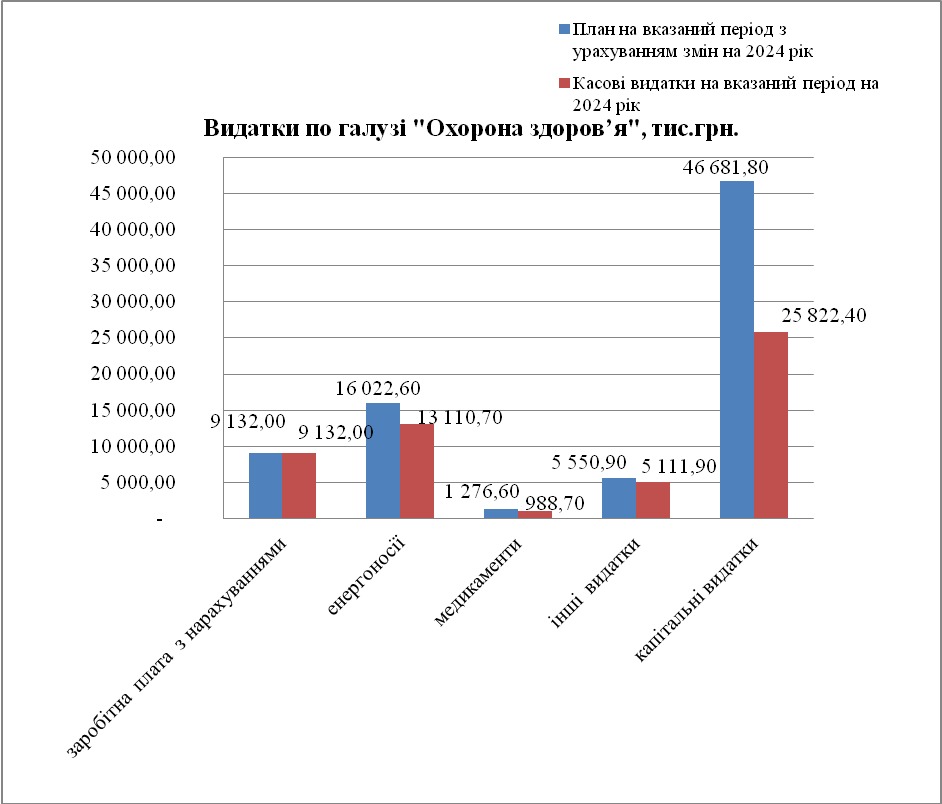 План на вказаний період з
урахуванням змін на 2024 рік
Касові видатки на вказаний період на
2024 рік
Видатки по галузі "Охорона здоров’я", тис.грн.
50 000,00
45 000,00
40 000,00
35 000,00
30 000,00
25 000,00
20 000,00
15 000,00
10 000,00
5 000,00
-
9 132,00
9 132,00
16 022,60
13 110,70
1 276,60
988,70
5 550,90
5 111,90
46 681,80
25 822,40
заробітна плата з нарахуваннями
енергоносії
медикаменти
інші видатки
капітальні видатки